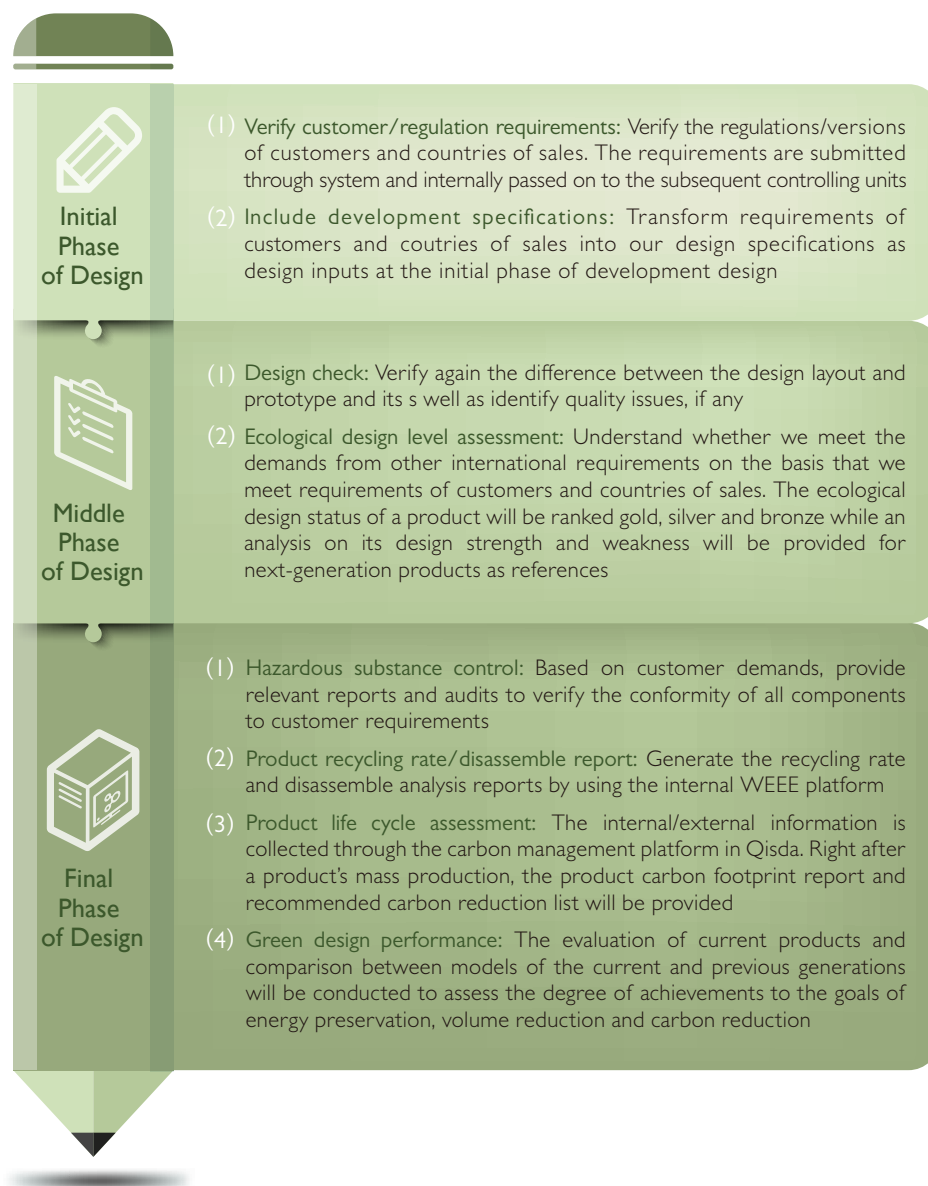 Initial
Phase
of Design
(1) Verify customer/regulation requirements: Verify the regulations/versions
of customers and countries of sales. The requirements are submitted
through system and internally passed on to the subsequent controlling units
(2) Include development specifications: Transform requirements of
customers and coutries of sales into our design specifications as
design inputs at the initial phase of development design
Middle
Phase
of Design
(1) Design check: Verify again the difference between the design layout and
prototype and its s well as identify quality issues, if any
(2) Ecological design level assessment: Understand whether we meet the
demands from other international requirements on the basis that we
meet requirements of customers and countries of sales. The ecological
design status of a product will be ranked gold, silver and bronze while an
analysis on its design strength and weakness will be provided for
next-generation products as references
Final
Phase
of Design
(1) Hazardous substance control: Based on customer demands, provide
relevant reports and audits to verify the conformity of all components
to customer requirements
(2) Product recycling rate/disassemble report: Generate the recycling rate
and disassemble analysis reports by using the internal WEEE platform
(3) Product life cycle assessment: The internal/external information is
collected through the carbon management platform in Qisda. Right after
a product's mass production, the product carbon footprint report and
recommended carbon reduction list will be provided
(4) Green design performance: The evaluation of current products and
comparison between models of the current and previous generations
will be conducted to assess the degree of achievements to the goals of
energy preservation, volume reduction and carbon reduction